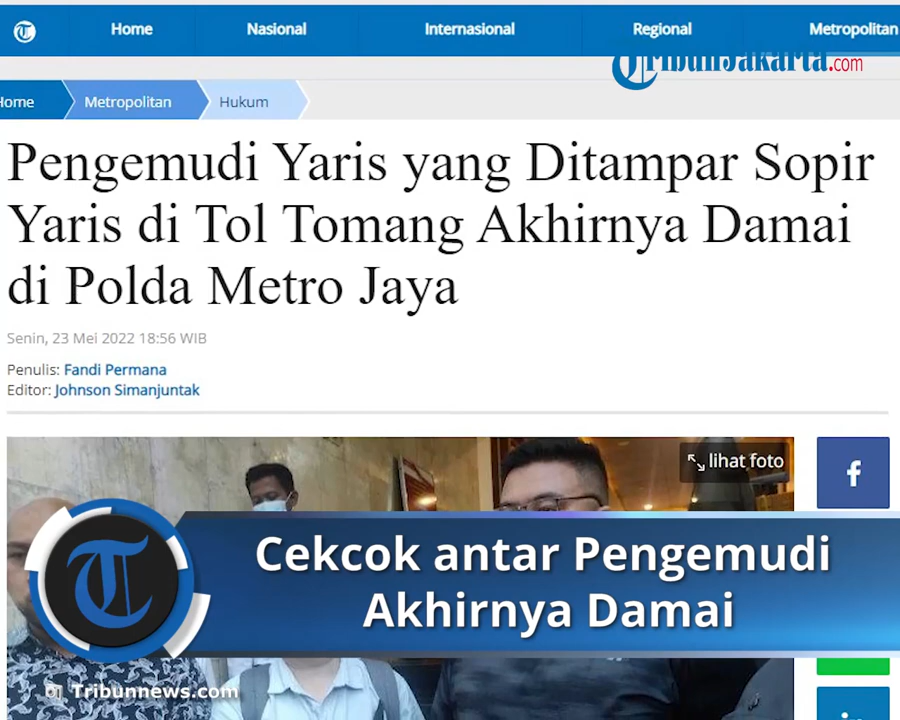 Home Nasional Internasional Regional Metropolitan
TribunJakarta.com
Home Metropolitan Hukum
Pengemudi Yaris yang Ditampar Sopir
Yaris di Tol Tomang Akhirnya Damai
di Polda Metro Jaya
Senin, 23 Mei 2022 18:56 WIB
Penulis: Fandi Permana
Editor: Johnson Simanjuntak
lihat foto
f
Cekcok antar Pengemudi
Akhirnya Damai
T
Tribunnews.com
in